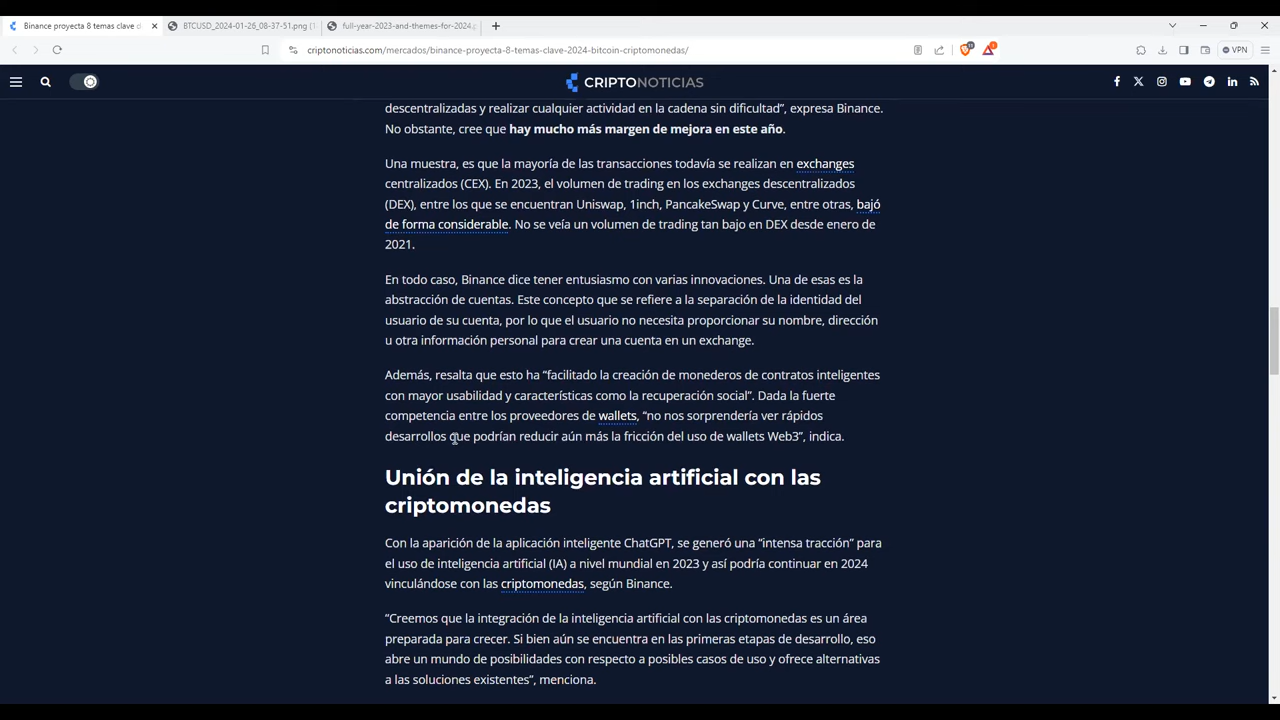 Binance proyecta 8 temas clave d
BTCUSD_2024-01-26_08-37-51.png (1
full-year-2023-and-themes-for-2024.p
criptonoticias.com/mercados/binance-proyecta-8-temas-clave-2024-bitcoin-criptomonedas/
VPN
CRIPTONOTICIAS
descentralizadas y realizar cualquier actividad en la cadena sin dificultad”, expresa Binance.
No obstante, cree que hay mucho más margen de mejora en este año.
Una muestra, es que la mayoría de las transacciones todavía se realizan en exchanges
centralizados (CEX). En 2023, el volumen de trading en los exchanges descentralizados
(DEX), entre los que se encuentran Uniswap, 1inch, PancakeSwap y Curve, entre otras, bajó
de forma considerable. No se veía un volumen de trading tan bajo en DEX desde enero de
2021.
En todo caso, Binance dice tener entusiasmo con varias innovaciones. Una de esas es la
abstracción de cuentas. Este concepto que se refiere a la separación de la identidad del
usuario de su cuenta, por lo que el usuario no necesita proporcionar su nombre, dirección
u otra información personal para crear una cuenta en un exchange.
Además, resalta que esto ha “facilitado la creación de monederos de contratos inteligentes
con mayor usabilidad y características como la recuperación social”. Dada la fuerte
competencia entre los proveedores de wallets, “no nos sorprendería ver rápidos
desarrollos que podrían reducir aún más la fricción del uso de wallets Web3”, indica.
Unión de la inteligencia artificial con las
criptomonedas
Con la aparición de la aplicación inteligente ChatGPT, se generó una “intensa tracción” para
el uso de inteligencia artificial (IA) a nivel mundial en 2023 y así podría continuar en 2024
vinculándose con las criptomonedas, según Binance.
“Creemos que la integración de la inteligencia artificial con las criptomonedas es un área
preparada para crecer. Si bien aún se encuentra en las primeras etapas de desarrollo, eso
abre un mundo de posibilidades con respecto a posibles casos de uso y ofrece alternativas
a las soluciones existentes”, menciona.